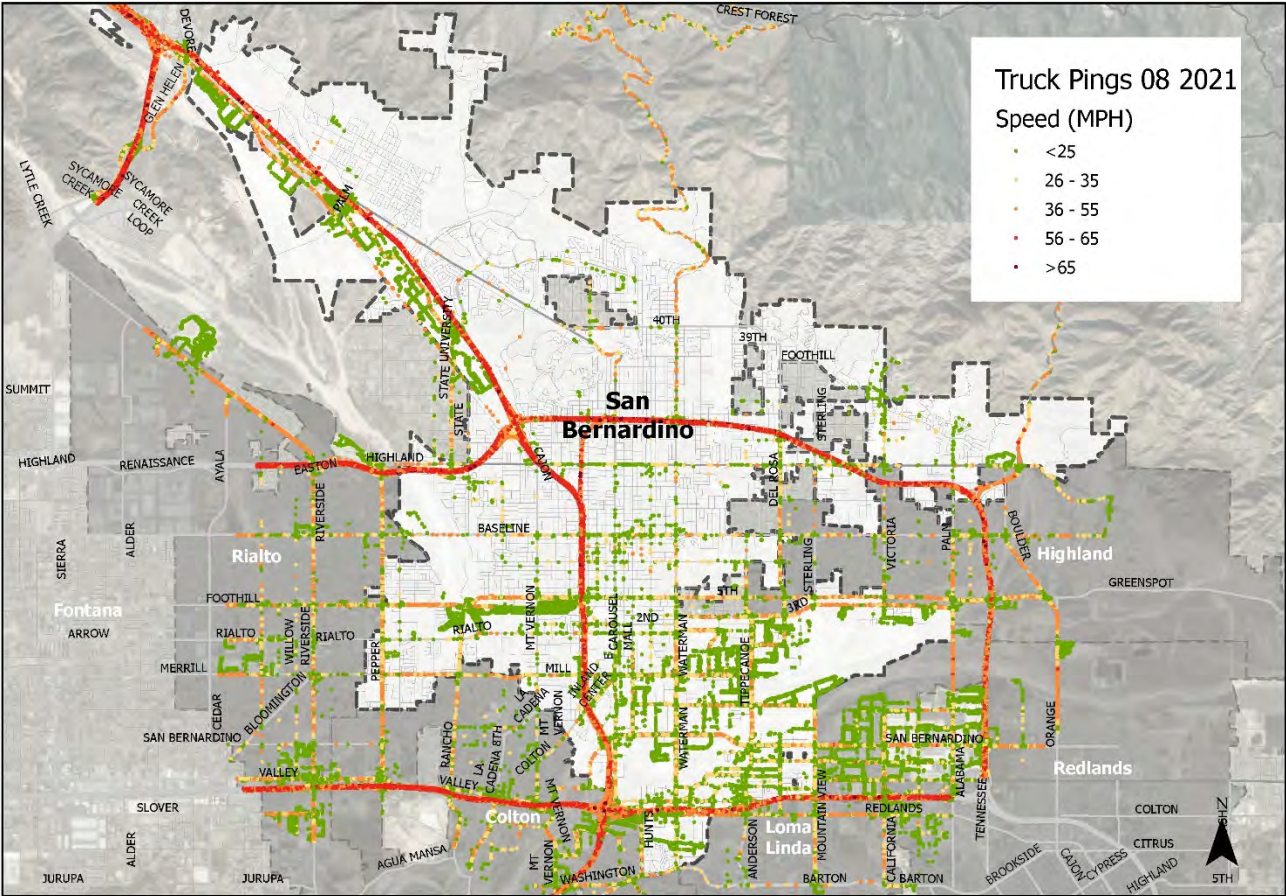 CREST FOREST
DEVORE
GLEN HELEN
Truck Pings 08 2021
Speed (MPH)
<25
26 - 35
36 - 55
56 - 65
>65
LYTLE CREEK
SYCAMORE
CREEK
SYCAMORE
CREEK
LOOP
PALM
STATE UNIVERSITY
STATE
40TH
39TH
FOOTHILL
SUMMIT
San
Bernardino
STERLING
HIGHLAND
RENAISSANCE
AYALA
EASTON
HIGHLAND
CAJON
DEL ROSA
SIERRA
ALDER
RIVERSIDE
BASELINE
STERLING
VICTORIA
PALM
BOULDER
Rialto
Highland
Fontana
FOOTHILL
5TH
GREENSPOT
ARROW
RIALTO
WILLOW
RIVERSIDE
RIALTO
PEPPER
RIALTO
MT VERNON
E CAROUSEL
MALL
2ND
WATERMAN
3RD
TIPPECANOE
MERRILL
MILL
INLAND
CENTER
LA
CADENA
MT
VERNON
CEDAR
BLOOMINGTON
SAN BERNARDINO
RANCHO
LA
CADENA 8TH
COLTON
WATERMAN
SAN BERNARDINO
ALABAMA
ORANGE
VALLEY
VALLEY
MT VERNON
Redlands
SLOVER
Colton
HUNTS
REDLANDS
TENNESSEE
COLTON
Loma
Linda
MOUNTAIN VIEW
ANDERSON
CALIFORNIA
ALDER
AGUA MANSA
MT
VERNON
WASHINGTON
BROOKSIDE
CAJON
CYPRESS
CITRUS
HIGHLAND
JURUPA
JURUPA
BARTON
BARTON
5TH